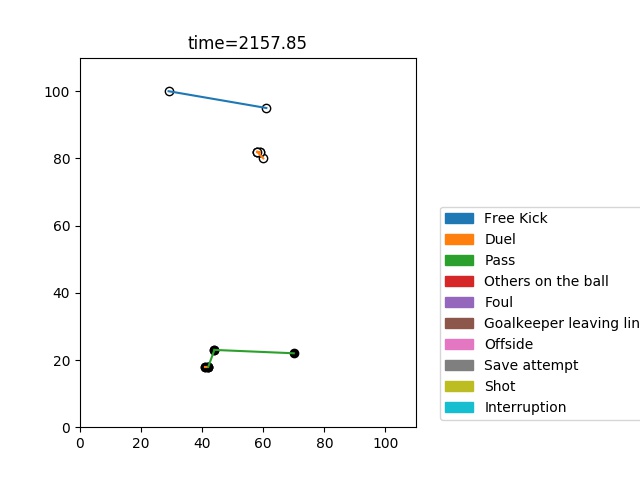 time=2157.85
100
80
60
40
20
0
0 20 40 60 80 100
Free Kick
Duel
Pass
Others on the ball
Foul
Goalkeeper leaving lin
Offside
Save attempt
Shot
Interruption